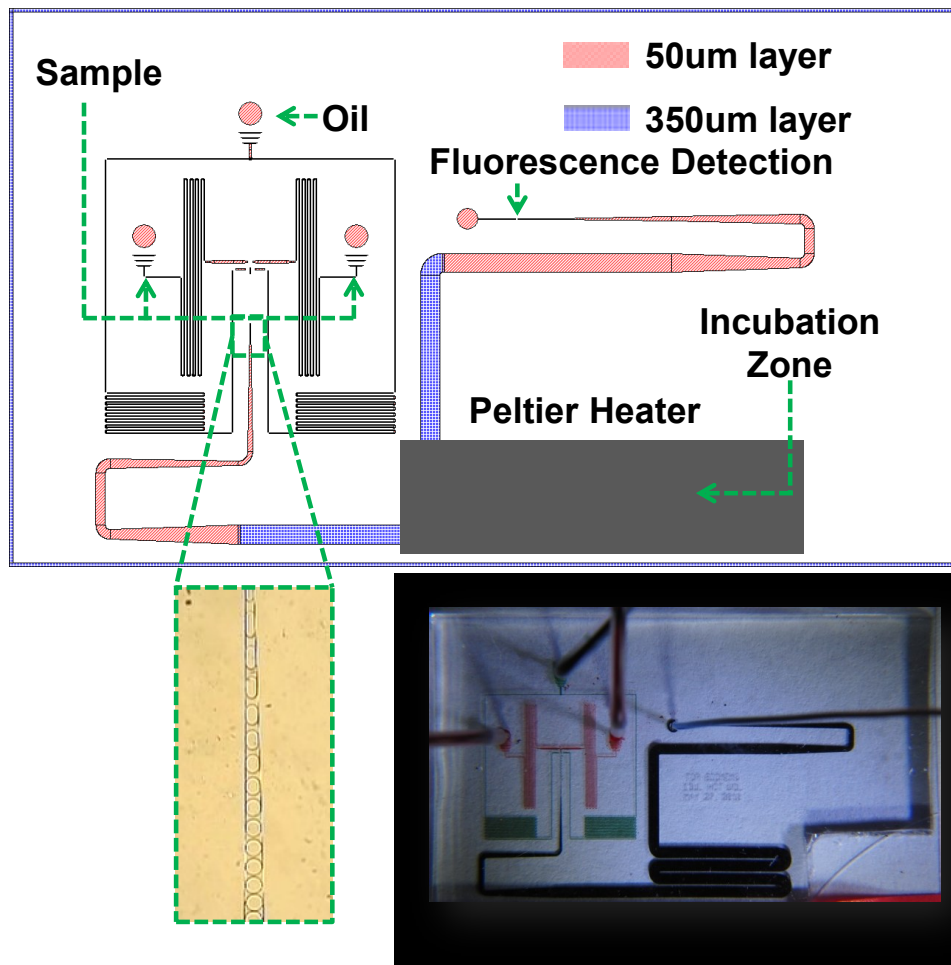 Sample
Oil
50um layer
350um layer
Fluorescence Detection
Incubation
Zone
Peltier Heater